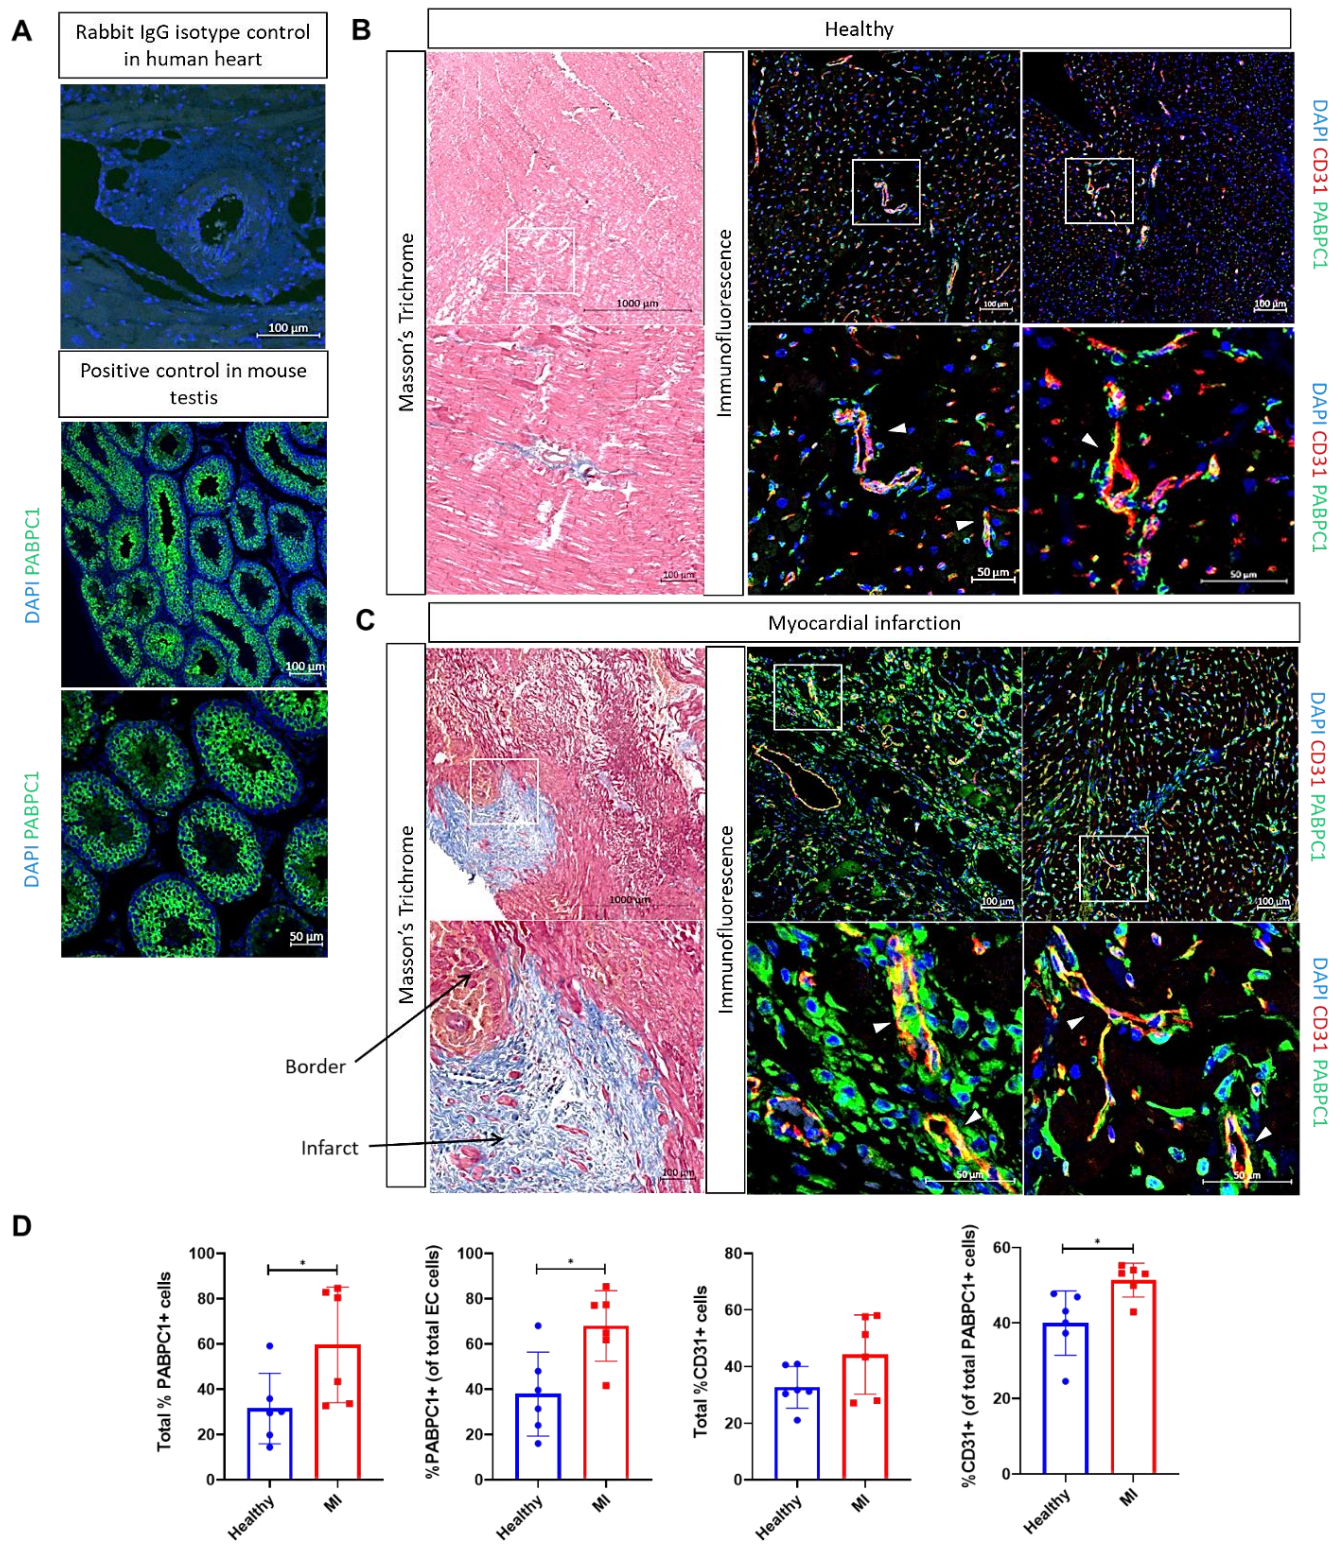 A
Rabbit IgG isotype control
in human heart
100 µm
Positive control in mouse
testis
DAPI PABPC1
100 µm
DAPI PABPC1
50 µm
B
Healthy
Masson's Trichrome
1000 µm
100 µm
Immunofluorescence
100 µm
100 µm
DAPI CD31 PABPC1
50 µm
50 µm
DAPI CD31 PABPC1
C
Myocardial infarction
Masson's Trichrome
1000 µm
100 µm
Border
Infarct
Immunofluorescence
100 µm
100 µm
DAPI CD31 PABPC1
50 µm
50 µm
DAPI CD31 PABPC1
D
Total % PABPC1+ cells
100
80
60
40
20
0
*
Healthy
MI
%PABPC1+ (of total EC cells)
100
80
60
40
20
0
*
Healthy
MI
Total %CD31+ cells
80
60
40
20
0
Healthy
MI
%CD31+ (of total PABPC1+ cells)
60
40
20
0
*
Healthy
MI